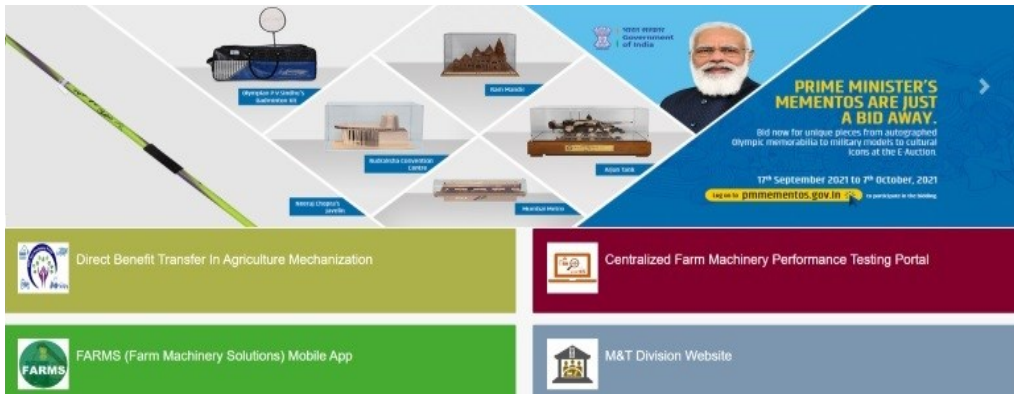 भारत सरकार
Government
of India
Olympian P V Sindhu's
Badminton Kit
Ram Mandir
Rudraksha Convention
Centre
Arjun Tank
Neeraj Chopra's
Javelin
Mumbai Metro
PRIME MINISTER'S
MEMENTOS ARE JUST
A BID AWAY.
Bid now for unique pieces from autographed
Olympic memorabilia to military models to cultural
icons at the E-Auction.
17th September 2021 to 7th October, 2021
Log on to pmmementos.gov.in to participate in the bidding
Direct Benefit Transfer In Agriculture Mechanization
Centralized Farm Machinery Performance Testing Portal
FARMS
FARMS (Farm Machinery Solutions) Mobile App
M&T Division Website